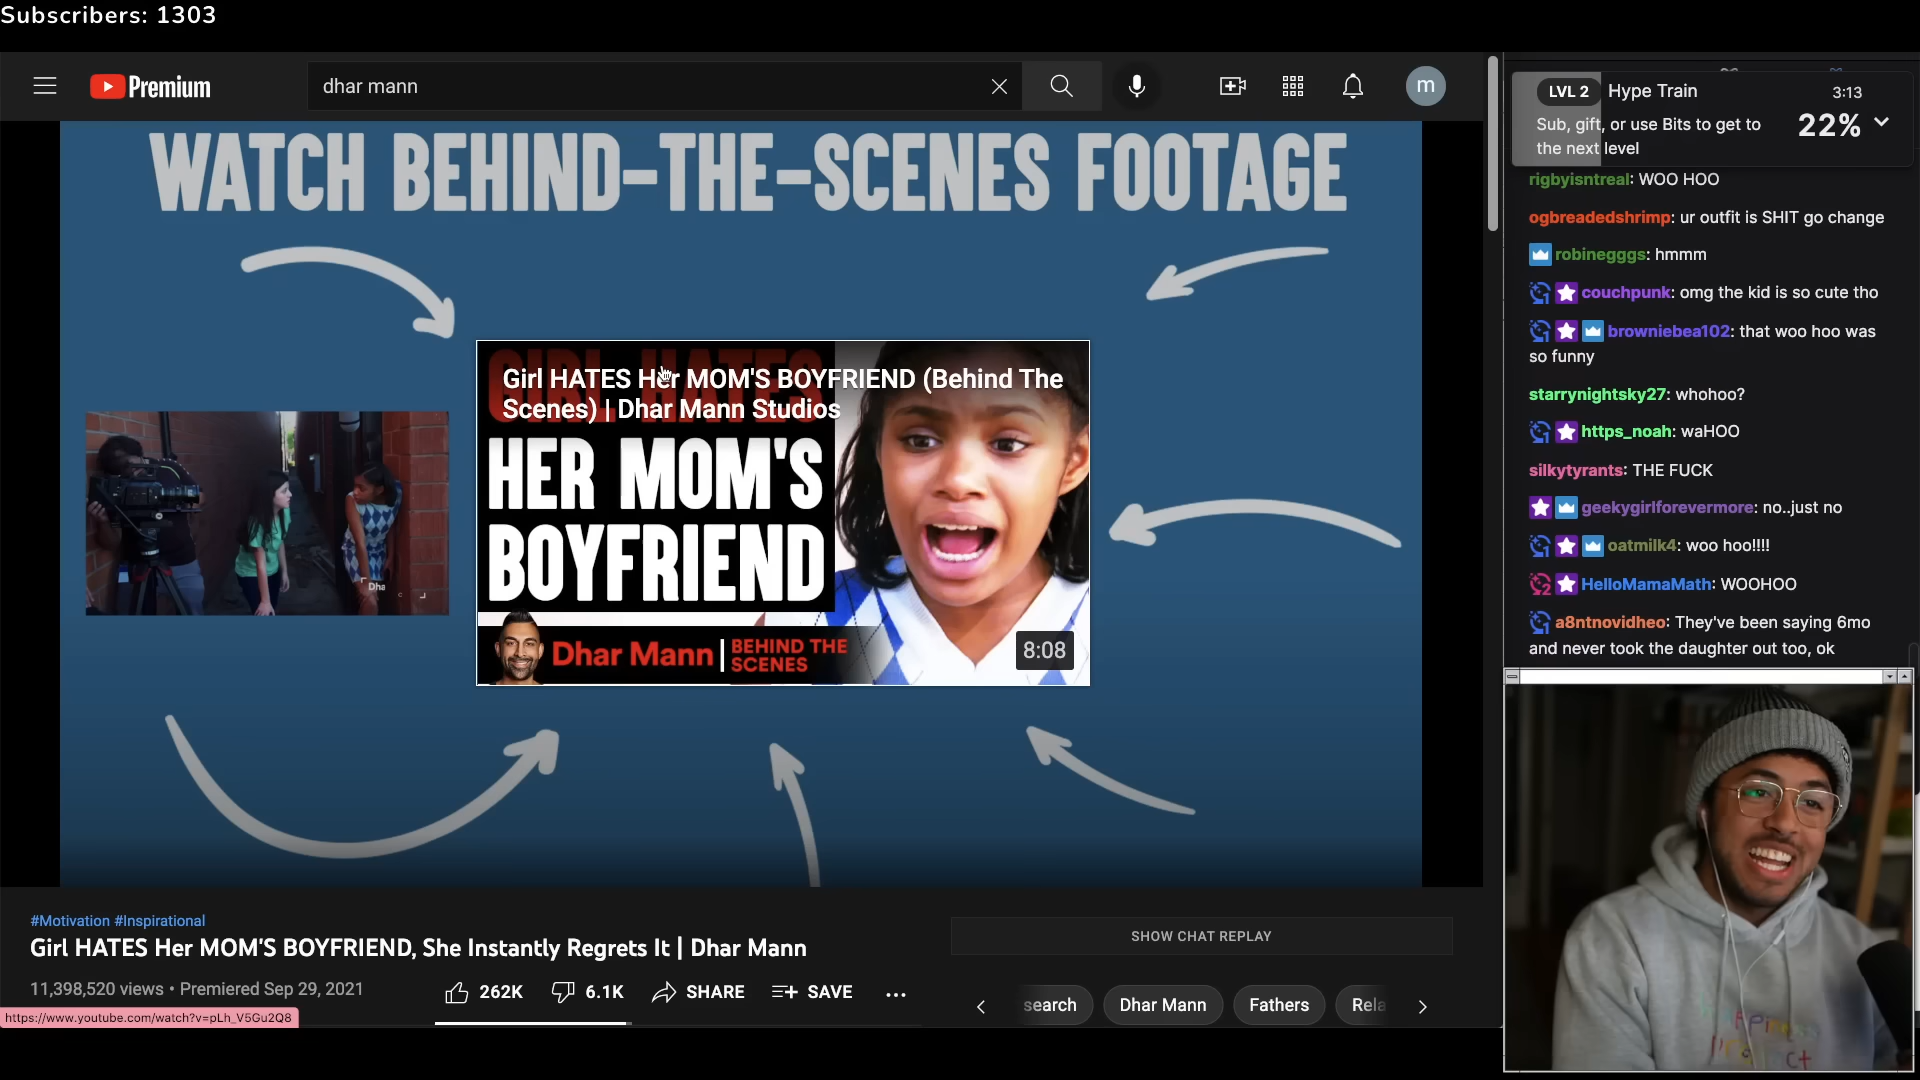 Subscribers: 1303
Premium
dhar mann
m
WATCH BEHIND-THE-SCENES FOOTAGE
GIRL HATES
Girl HATES Her MOM'S BOYFRIEND (Behind The
Scenes) | Dhar Mann Studios
HER MOM'S
BOYFRIEND
Dhar Mann | BEHIND THE
SCENES
8:08
Dha
#Motivation #Inspirational
Girl HATES Her MOM'S BOYFRIEND, She Instantly Regrets It | Dhar Mann
11,398,520 views • Premiered Sep 29, 2021
262K
6.1K
SHARE
SAVE
https://www.youtube.com/watch?v=pLh_V5Gu2Q8
SHOW CHAT REPLAY
search
Dhar Mann
Fathers
Rela
LVL 2 Hype Train 3:13
Sub, gift, or use Bits to get to
the next level
22%
rigbyisntreal: WOO HOO
ogbreadedshrimp: ur outfit is SHIT go change
robinegggs: hmmm
couchpunk: omg the kid is so cute tho
browniebea102: that woo hoo was
so funny
starrynightsky27: whohoo?
https_noah: waHOO
silkytyrants: THE FUCK
geekygirlforevermore: no..just no
oatmilk4: woo hoo!!!!
HelloMamaMath: WOOHOO
a8ntnovidheo: They've been saying 6mo
and never took the daughter out too, ok